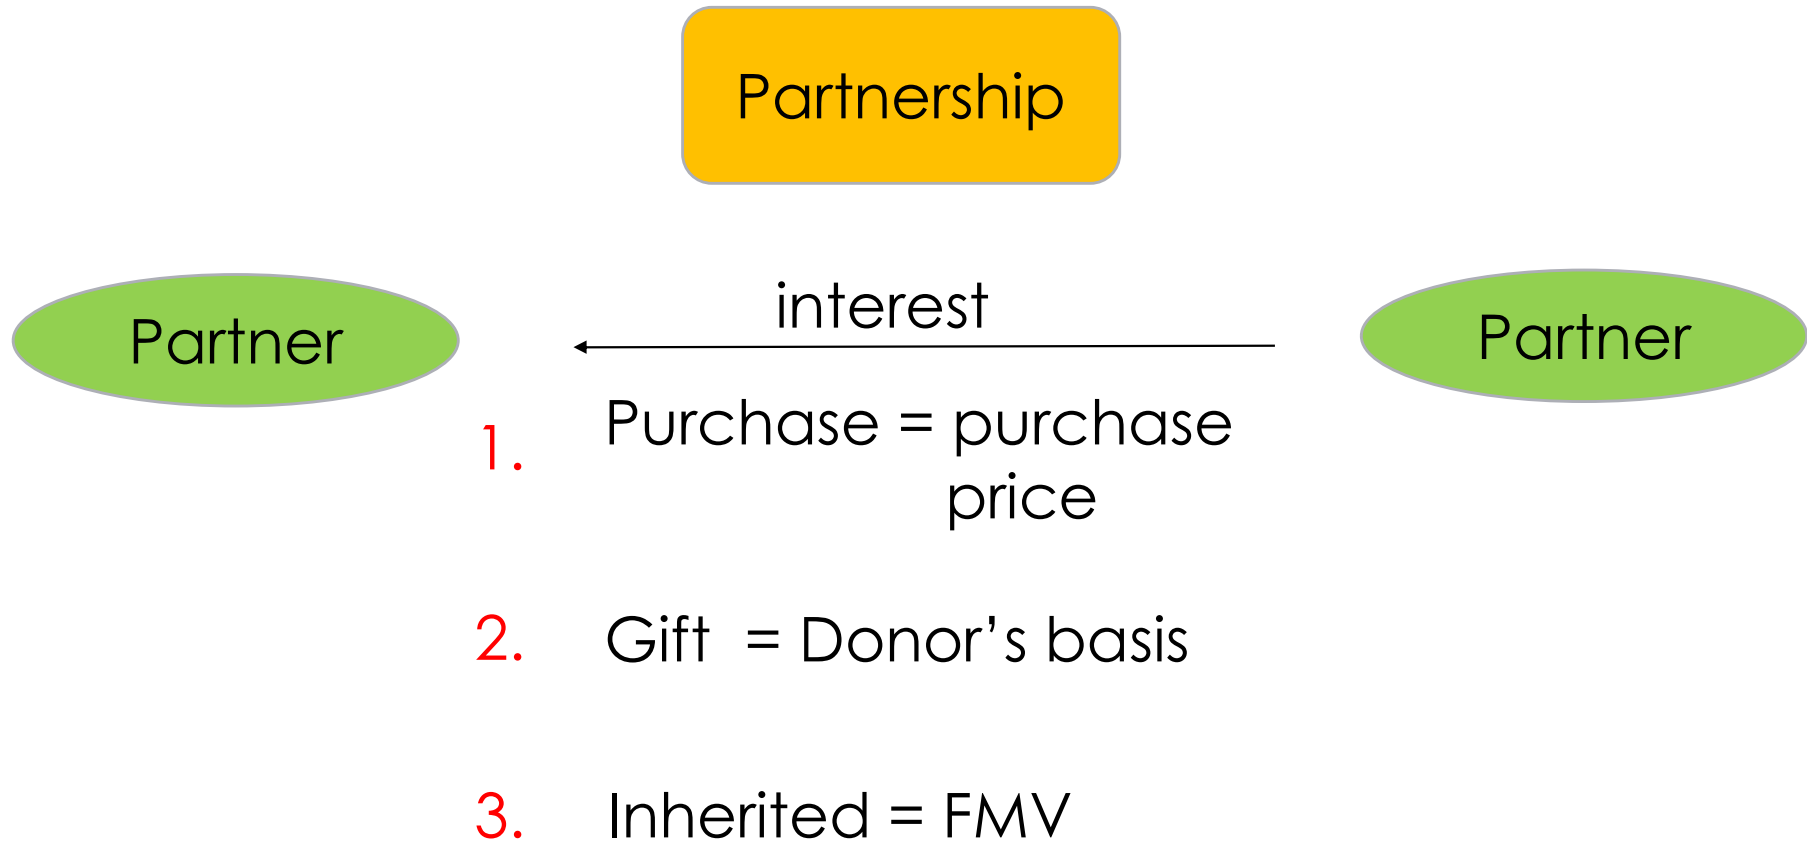 Partnership
interest
Partner
Partner
1. Purchase = purchase
price
2. Gift = Donor’s basis
3. Inherited = FMV